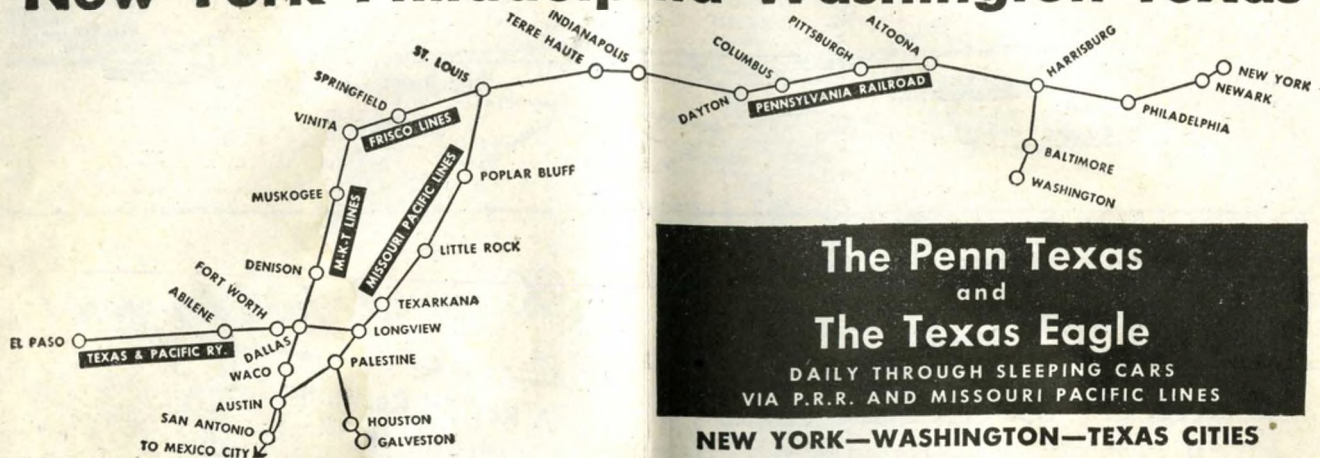 New York Philadelphia Washington Texas
INDIANAPOLIS
TERRE HAUTE
ST. LOUIS
SPRINGFIELD
VINITA
FRISCO LINES
MUSKOGEE
M-K-T LINES
MISSOURI PACIFIC LINES
POPLAR BLUFF
LITTLE ROCK
DENISON
TEXARKANA
FORT WORTH
ABILENE
LONGVIEW
EL PASO
TEXAS & PACIFIC RY.
DALLAS
PALESTINE
WACO
AUSTIN
SAN ANTONIO
HOUSTON
GALVESTON
TO MEXICO CITY
ALTOONA
PITTSBURGH
COLUMBUS
DAYTON
PENNSYLVANIA RAILROAD
HARRISBURG
NEW YORK
NEWARK
PHILADELPHIA
BALTIMORE
WASHINGTON
The Penn Texas
and
The Texas Eagle
DAILY THROUGH SLEEPING CARS
VIA P.R.R. AND MISSOURI PACIFIC LINES
NEW YORK—WASHINGTON—TEXAS CITIES